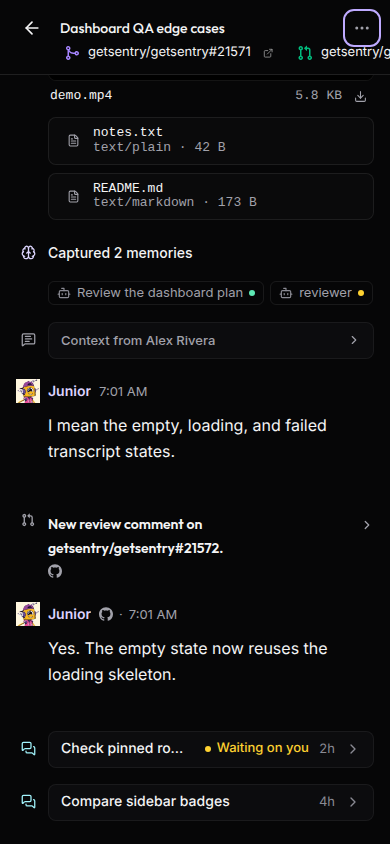 Dashboard QA edge cases
getsentry/getsentry#21571 getsentry/g
demo.mp4 5.8 KB
notes.txt
text/plain · 42 B
README.md
text/markdown · 173 B
Captured 2 memories
Review the dashboard plan reviewer
Context from Alex Rivera
Junior 7:01 AM
I mean the empty, loading, and failed
transcript states.
New review comment on
getsentry/getsentry#21572.
Junior · 7:01 AM
Yes. The empty state now reuses the
loading skeleton.
Check pinned ro... Waiting on you 2h
Compare sidebar badges 4h